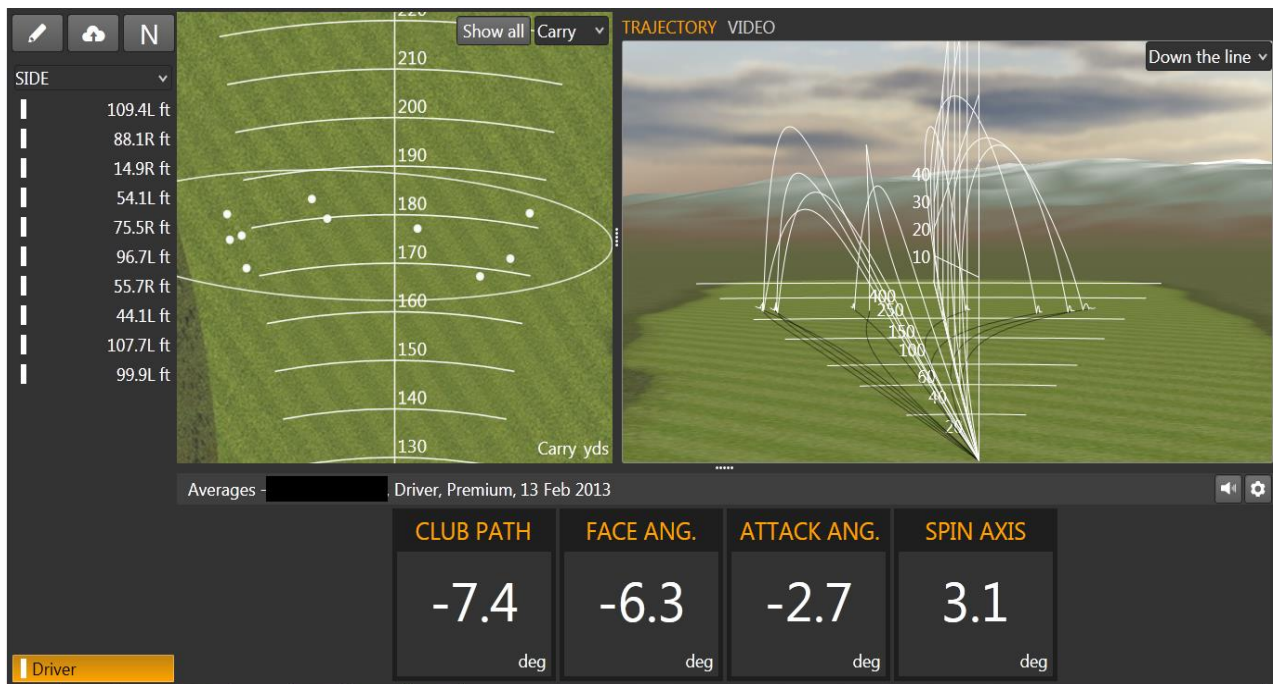 N
SIDE
109.4L ft
88.1R ft
14.9R ft
54.1L ft
75.5R ft
96.7L ft
55.7R ft
44.1L ft
107.7L ft
99.9L ft
Driver
220
Show all Carry
210
200
190
180
170
160
150
140
130
Carry yds
TRAJECTORY VIDEO
Down the line
40
30
20
10
400
250
150
100
60
40
20
Averages - , Driver, Premium, 13 Feb 2013
CLUB PATH FACE ANG. ATTACK ANG. SPIN AXIS
-7.4 -6.3 -2.7 3.1
deg deg deg deg